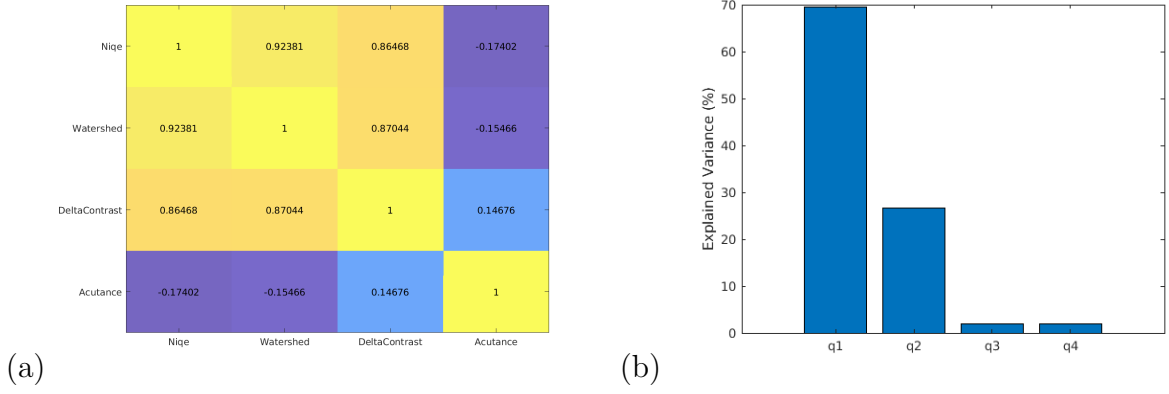 Niqe 1 0.92381 0.86468 -0.17402
Watershed 0.92381 1 0.87044 -0.15466
DeltaContrast 0.86468 0.87044 1 0.14676
Acutance -0.17402 -0.15466 0.14676 1
Niqe Watershed DeltaContrast Acutance
(a)
Explained Variance (%)
70
60
50
40
30
20
10
0
q1 q2 q3 q4
(b)